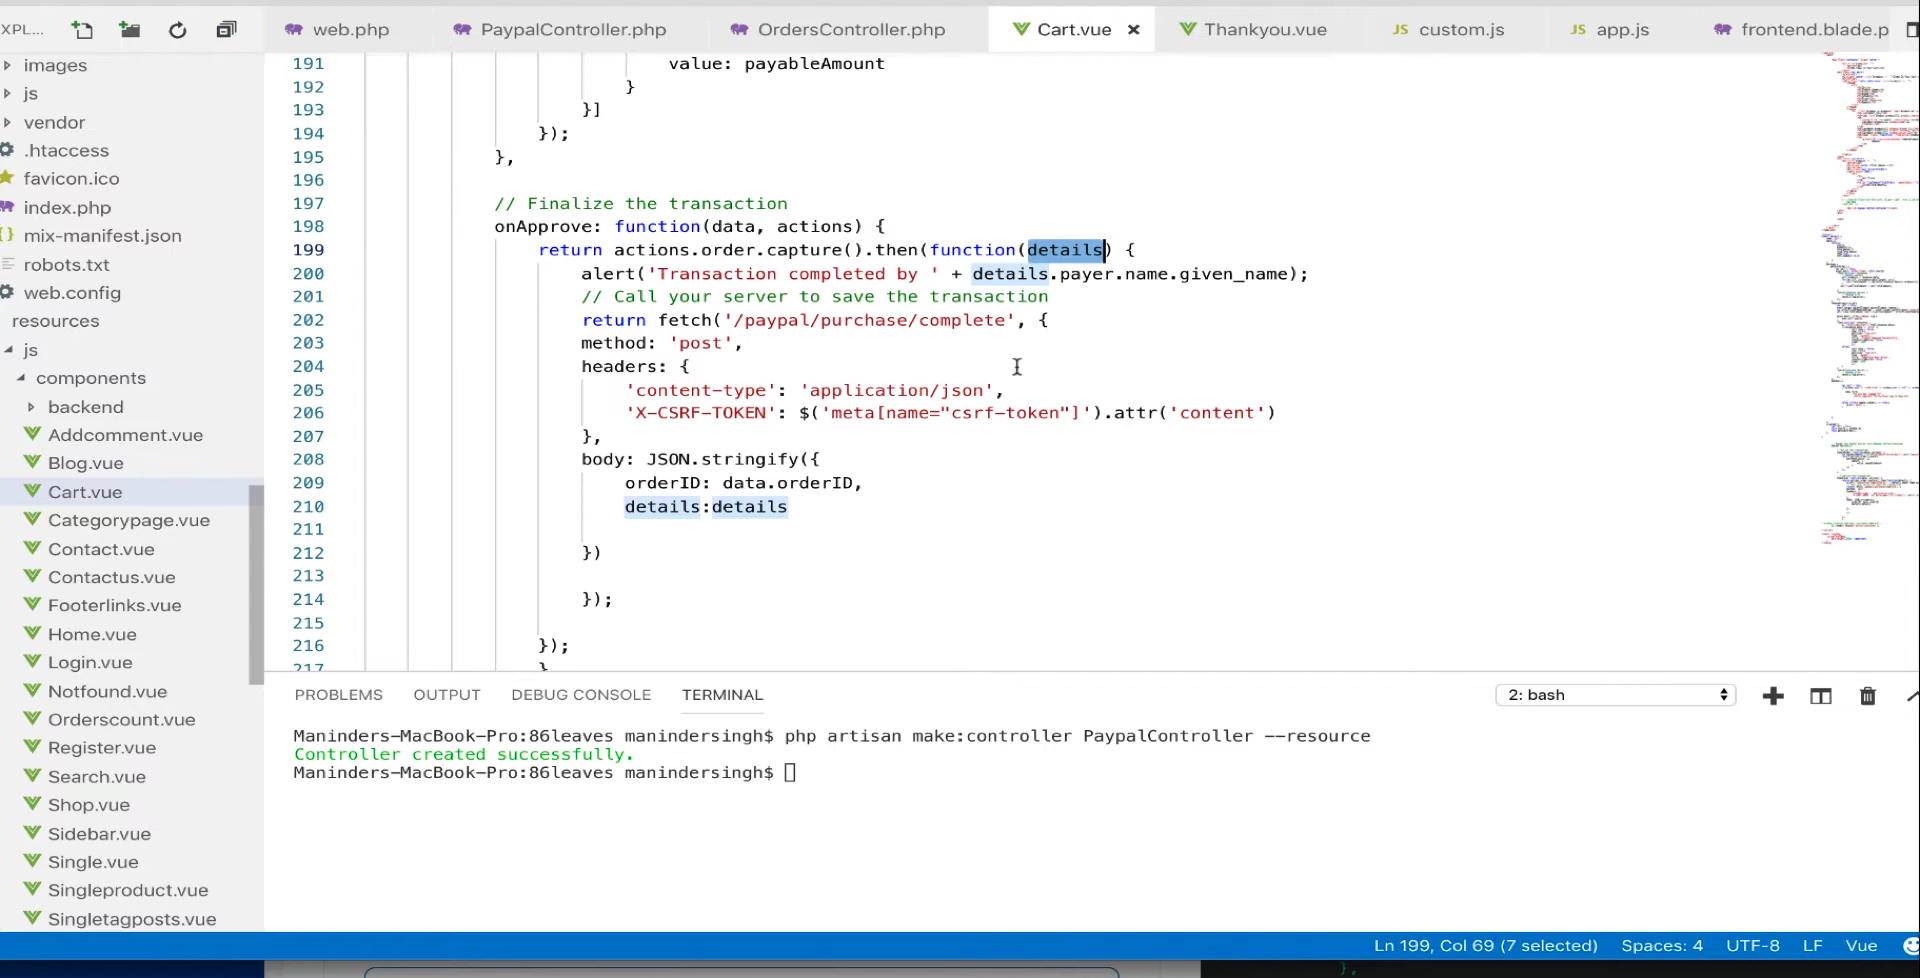 XPL...
web.php
PaypalController.php
OrdersController.php
Cart.vue
Thankyou.vue
JS custom.js
JS app.js
frontend.blade.p
images
js
vendor
.htaccess
favicon.ico
index.php
mix-manifest.json
robots.txt
web.config
resources
js
components
backend
Addcomment.vue
Blog.vue
Cart.vue
Categorypage.vue
Contact.vue
Contactus.vue
Footerlinks.vue
Home.vue
Login.vue
Notfound.vue
Orderscount.vue
Register.vue
Search.vue
Shop.vue
Sidebar.vue
Single.vue
Singleproduct.vue
Singletagposts.vue
191 value: payableAmount
192 }
193 }]
194 });
195 },
196
197 // Finalize the transaction
198 onApprove: function(data, actions) {
199 return actions.order.capture().then(function(details) {
200 alert('Transaction completed by ' + details.payer.name.given_name);
201 // Call your server to save the transaction
202 return fetch('/paypal/purchase/complete', {
203 method: 'post',
204 headers: {
205 'content-type': 'application/json',
206 'X-CSRF-TOKEN': $('meta[name="csrf-token"]').attr('content')
207 },
208 body: JSON.stringify({
209 orderID: data.orderID,
210 details:details
211
212 })
213
214 });
215
216 });
217 }
PROBLEMS OUTPUT DEBUG CONSOLE TERMINAL 2: bash
Maninders-MacBook-Pro:86leaves manindersingh$ php artisan make:controller PaypalController --resource
Controller created successfully.
Maninders-MacBook-Pro:86leaves manindersingh$
Ln 199, Col 69 (7 selected) Spaces: 4 UTF-8 LF Vue
},